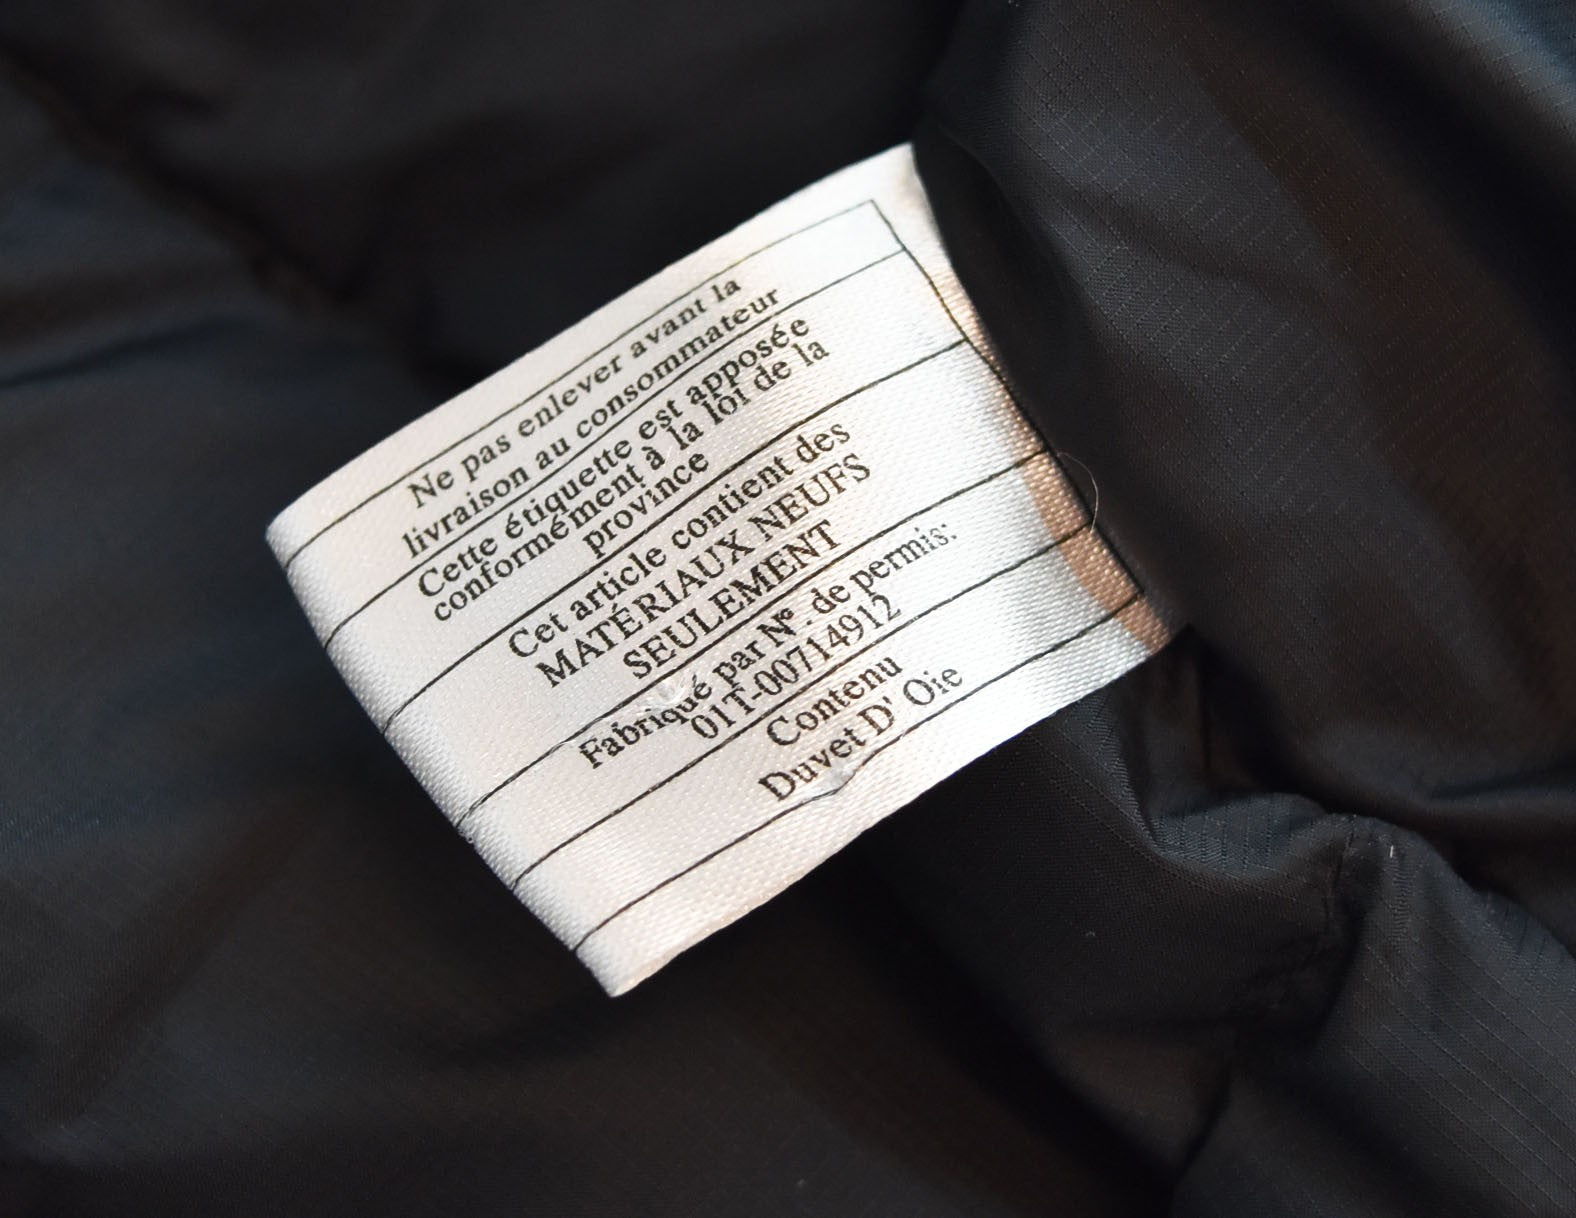 Ne pas enlever avant la
livraison au consommateur
Cette étiquette est apposée
conformément à la loi de la
province
Cet article contient des
MATÉRIAUX NEUFS
SEULEMENT
Fabriqué par Nº. de permis:
01T-00714912
Contenu
Duvet D' Oie